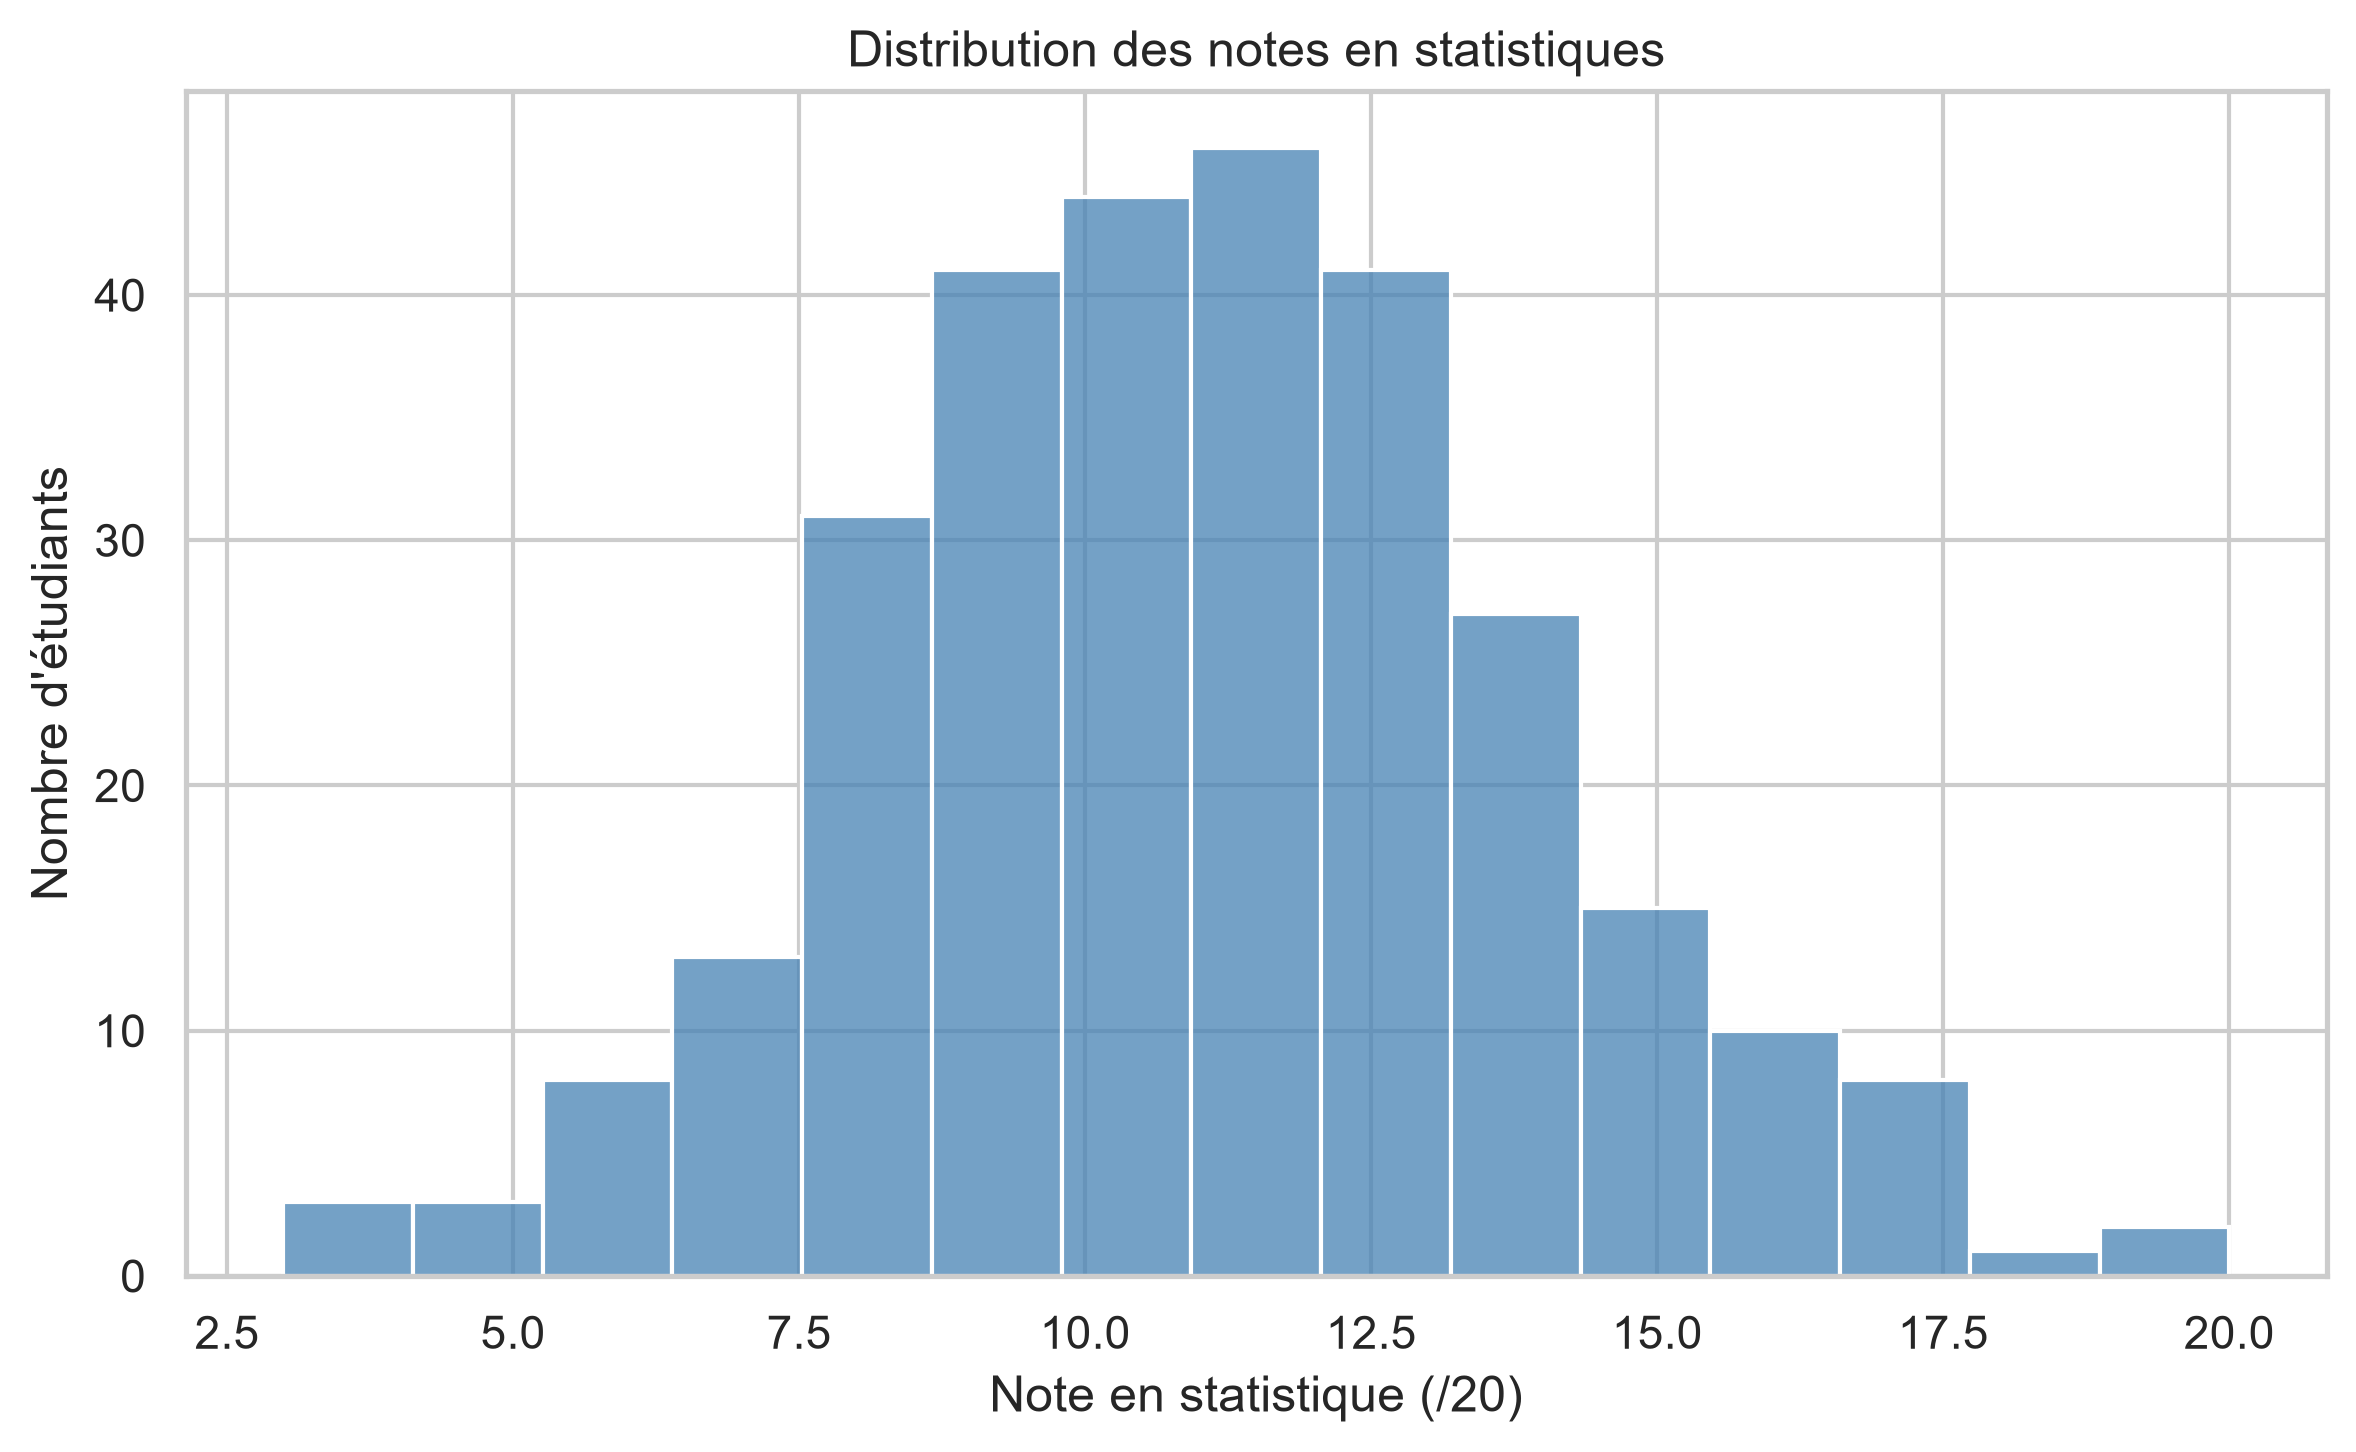 Distribution des notes en statistiques
Nombre d'étudiants
40
30
20
10
0
2.5 5.0 7.5 10.0 12.5 15.0 17.5 20.0
Note en statistique (/20)